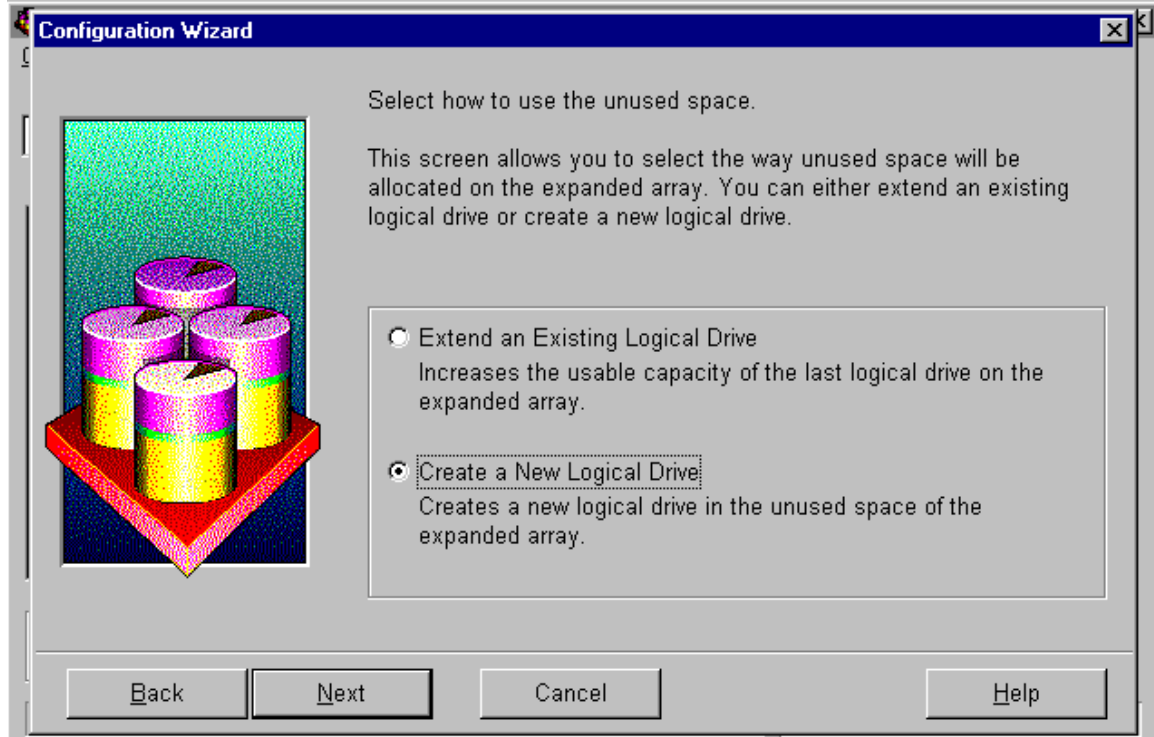 Configuration Wizard
Select how to use the unused space.
This screen allows you to select the way unused space will be
allocated on the expanded array. You can either extend an existing
logical drive or create a new logical drive.
Extend an Existing Logical Drive
Increases the usable capacity of the last logical drive on the
expanded array.
Create a New Logical Drive
Creates a new logical drive in the unused space of the
expanded array.
Back Next Cancel Help